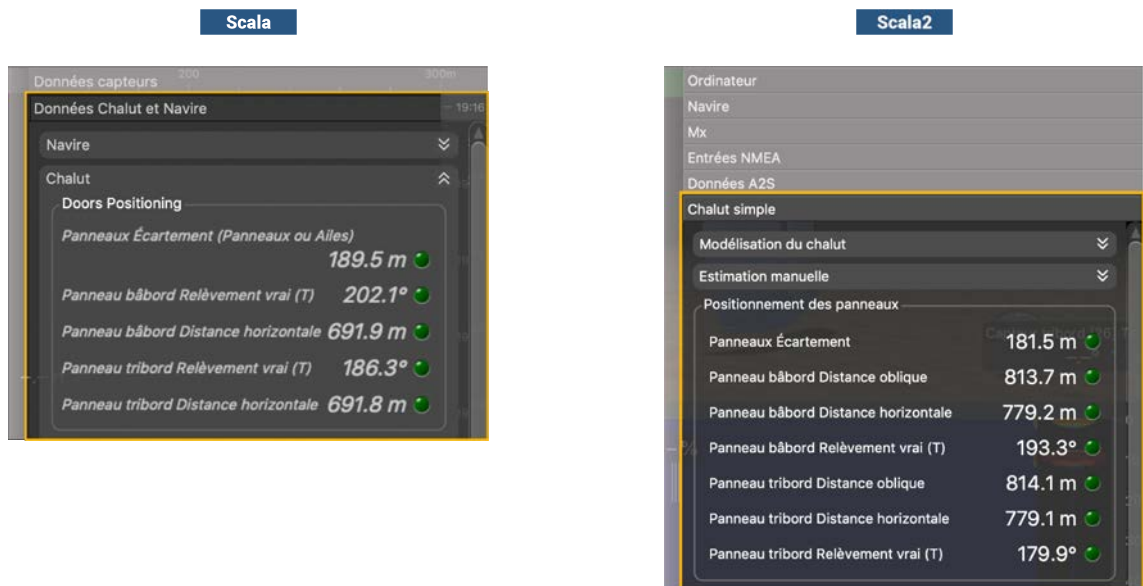 Scala
Données capteurs
200
300m
Données Chalut et Navire
19:16
Navire
Chalut
Doors Positioning
Panneaux Écartement (Panneaux ou Ailes)
189.5 m
Panneau bâbord Relèvement vrai (T) 202.1°
Panneau bâbord Distance horizontale 691.9 m
Panneau tribord Relèvement vrai (T) 186.3°
Panneau tribord Distance horizontale 691.8 m
Scala2
Ordinateur
Navire
Mx
Entrées NMEA
Données A2S
Chalut simple
Modélisation du chalut
Estimation manuelle
Positionnement des panneaux
Panneaux Écartement 181.5 m
Panneau bâbord Distance oblique 813.7 m
Panneau bâbord Distance horizontale 779.2 m
Panneau bâbord Relèvement vrai (T) 193.3°
Panneau tribord Distance oblique 814.1 m
Panneau tribord Distance horizontale 779.1 m
Panneau tribord Relèvement vrai (T) 179.9°